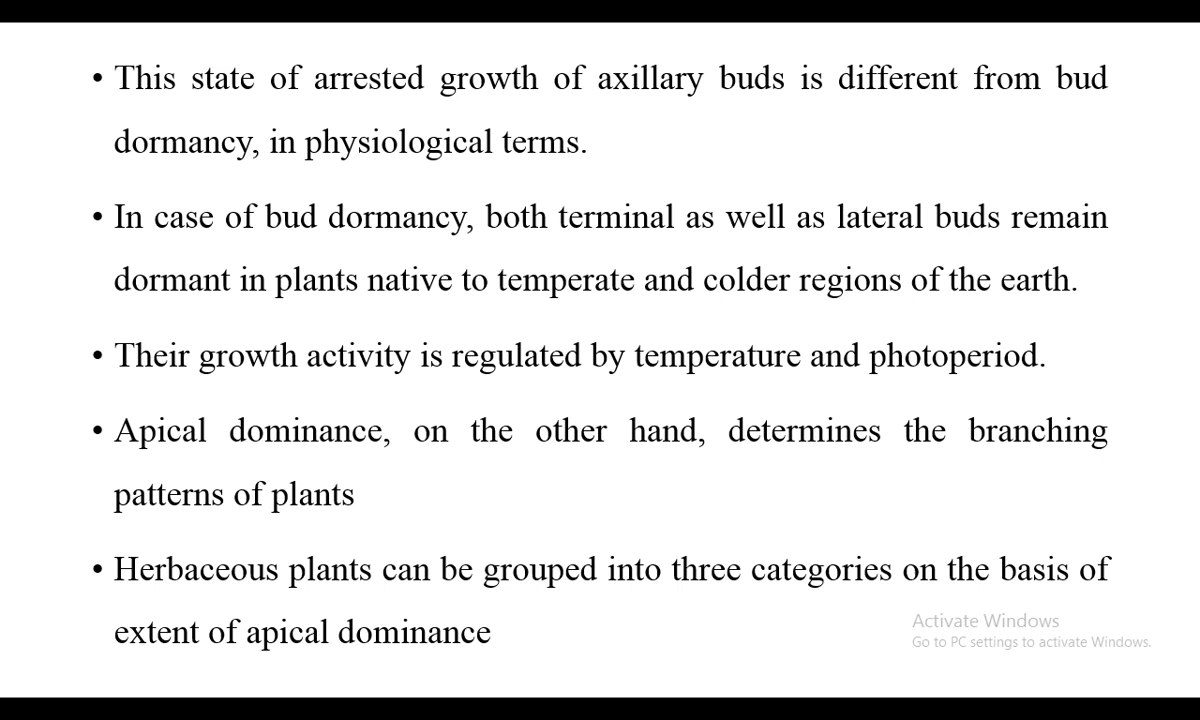 • This state of arrested growth of axillary buds is different from bud
dormancy, in physiological terms.
• In case of bud dormancy, both terminal as well as lateral buds remain
dormant in plants native to temperate and colder regions of the earth.
• Their growth activity is regulated by temperature and photoperiod.
• Apical dominance, on the other hand, determines the branching
patterns of plants
• Herbaceous plants can be grouped into three categories on the basis of
extent of apical dominance
Activate Windows
Go to PC settings to activate Windows.